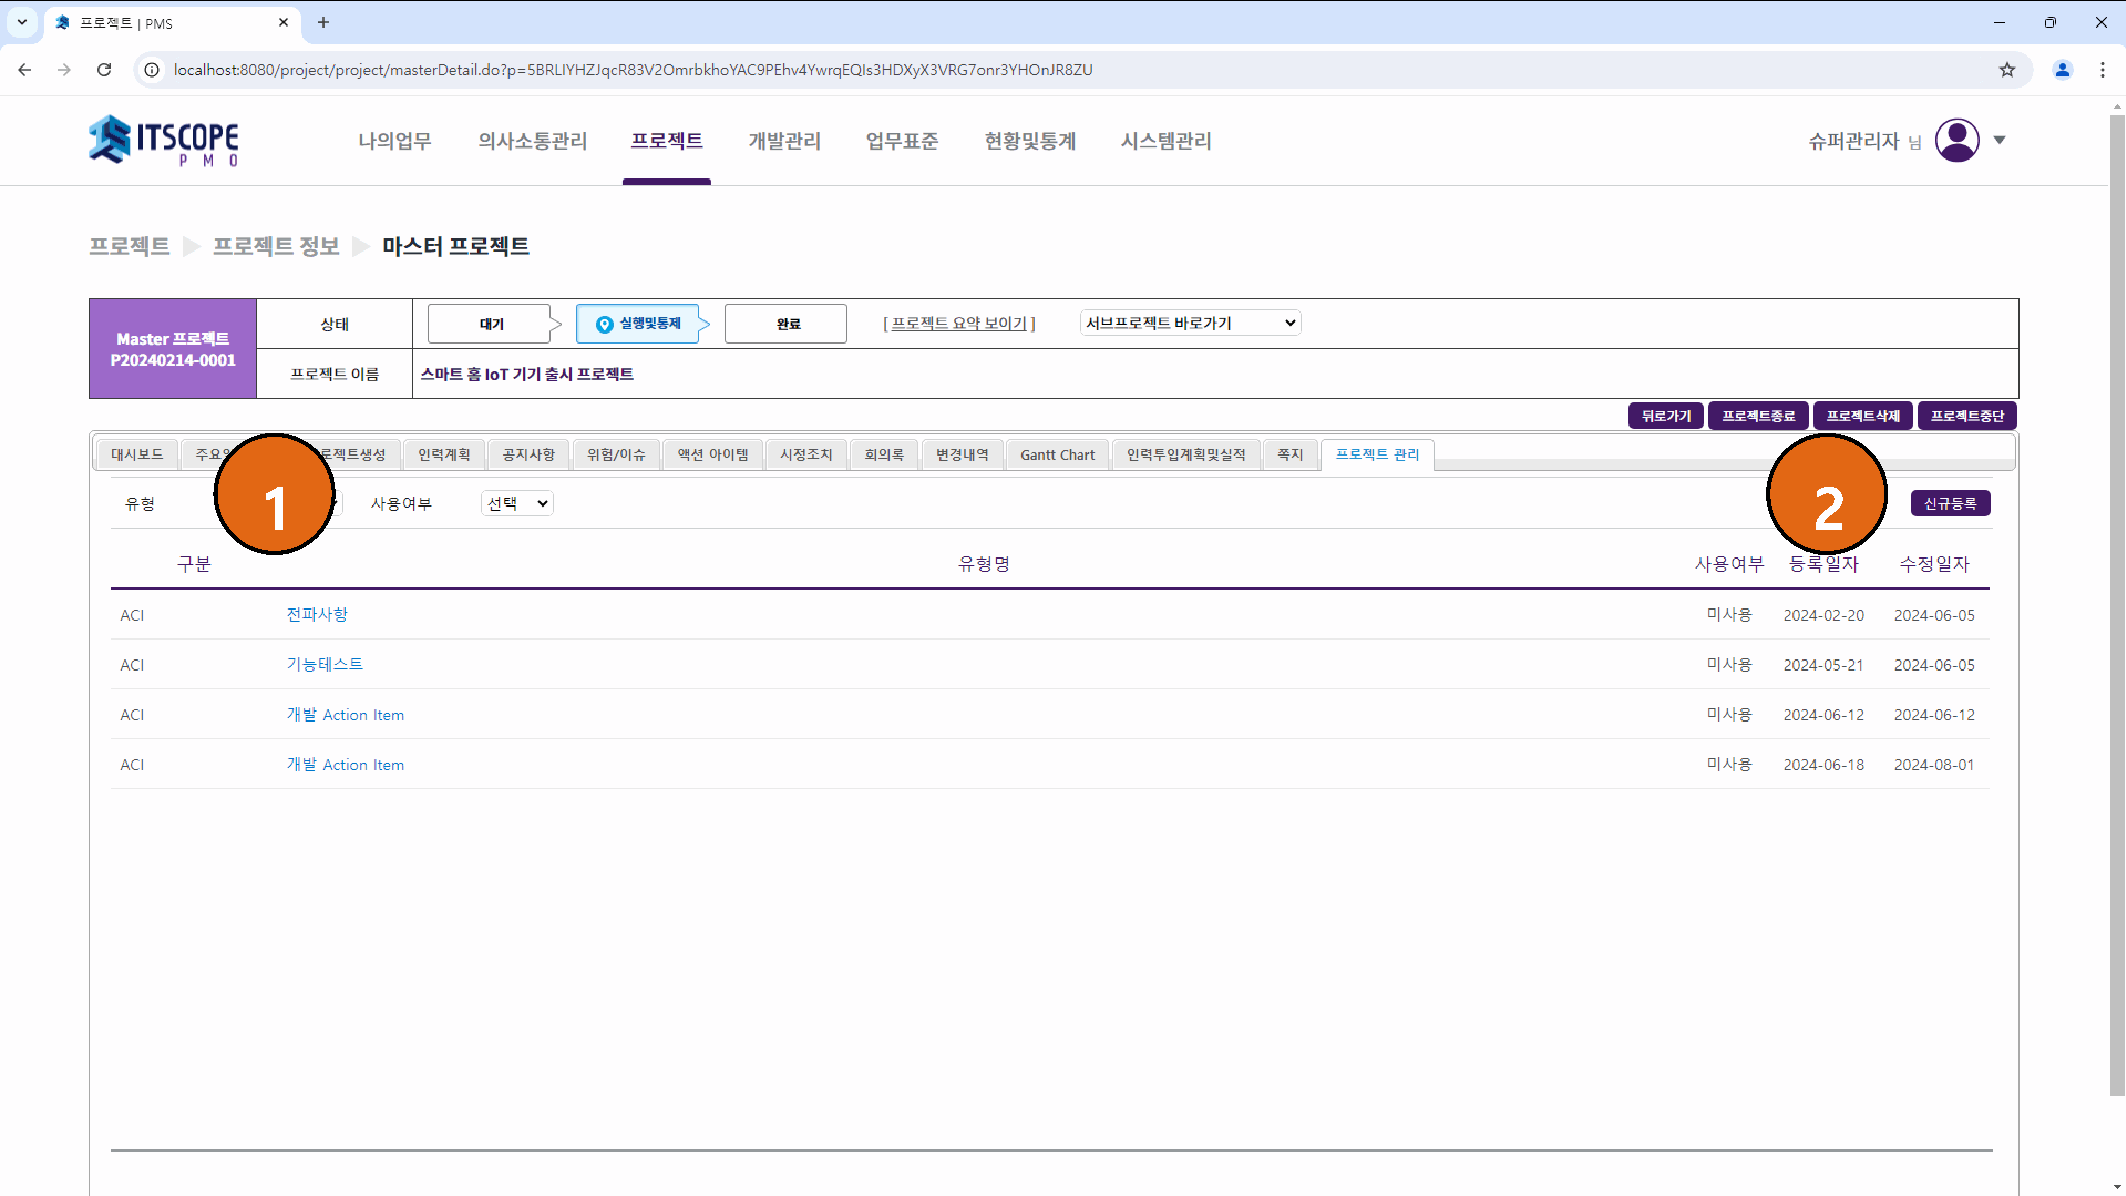 프로젝트 | PMS
localhost:8080/project/project/masterDetail.do?p=5BRLIYHZJqcR83V2OmrbkhoYAC9PEhv4YwrqEQIs3HDXyX3VRG7onr3YHOnJR8ZU
ITSCOPE
PMO
나의업무 의사소통관리 프로젝트 개발관리 업무표준 현황및통계 시스템관리
슈퍼관리자 님
프로젝트 프로젝트 정보 마스터 프로젝트
Master 프로젝트
P20240214-0001
상태 대기 실행및통제 완료 [ 프로젝트 요약 보이기 ] 서브프로젝트 바로가기
프로젝트 이름 스마트 홈 IoT 기기 출시 프로젝트
뒤로가기 프로젝트종료 프로젝트삭제 프로젝트중단
대시보드 주요 로젝트생성 인력계획 공지사항 위험/이슈 액션 아이템 시정조치 회의록 변경내역 Gantt Chart 인력투입계획및실적 쪽지 프로젝트 관리
유형 1 사용여부 선택 2 신규등록
구분 유형명 사용여부 등록일자 수정일자
ACI 전파사항 미사용 2024-02-20 2024-06-05
ACI 기능테스트 미사용 2024-05-21 2024-06-05
ACI 개발 Action Item 미사용 2024-06-12 2024-06-12
ACI 개발 Action Item 미사용 2024-06-18 2024-08-01